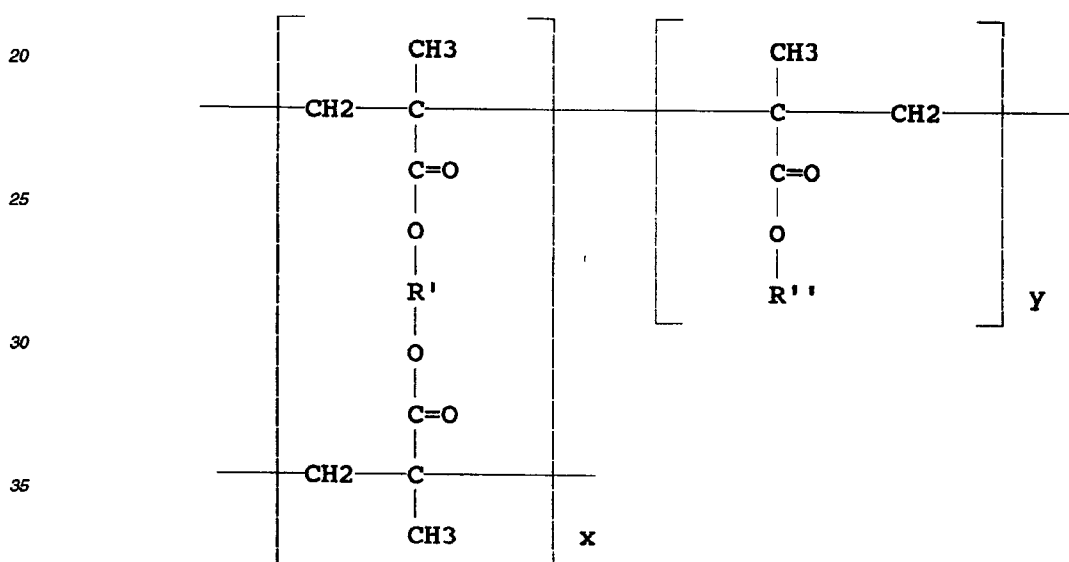 20
CH3 CH3
CH2 C C CH2
C=O C=O
25
O O
R' R'' y
30
O
C=O
CH2 C
35
CH3 x